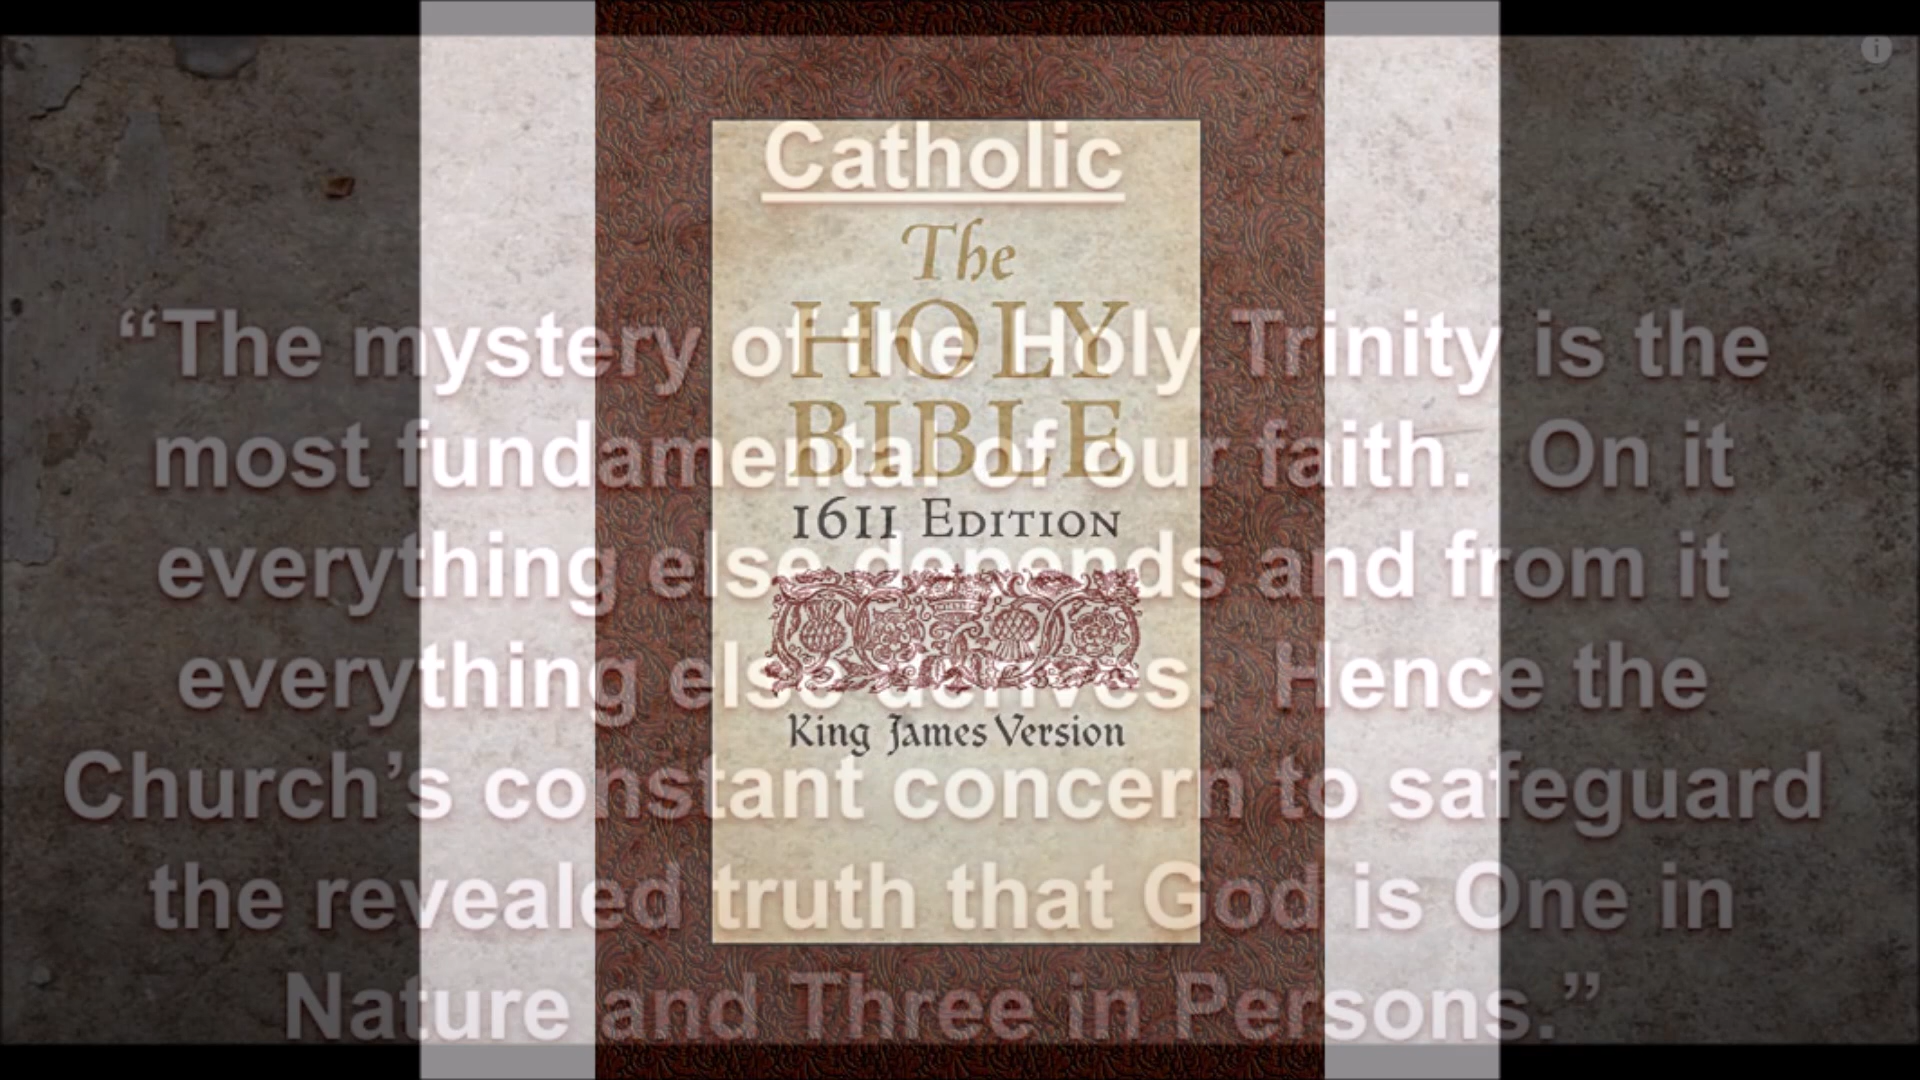 Catholic
The
HOLY
BIBLE
1611 EDITION
King James Version
“The mystery of the Holy Trinity is the
most fundamental of our faith. On it
everything else depends and from it
everything else derives. Hence the
Church’s constant concern to safeguard
the revealed truth that God is One in
Nature and Three in Persons.”